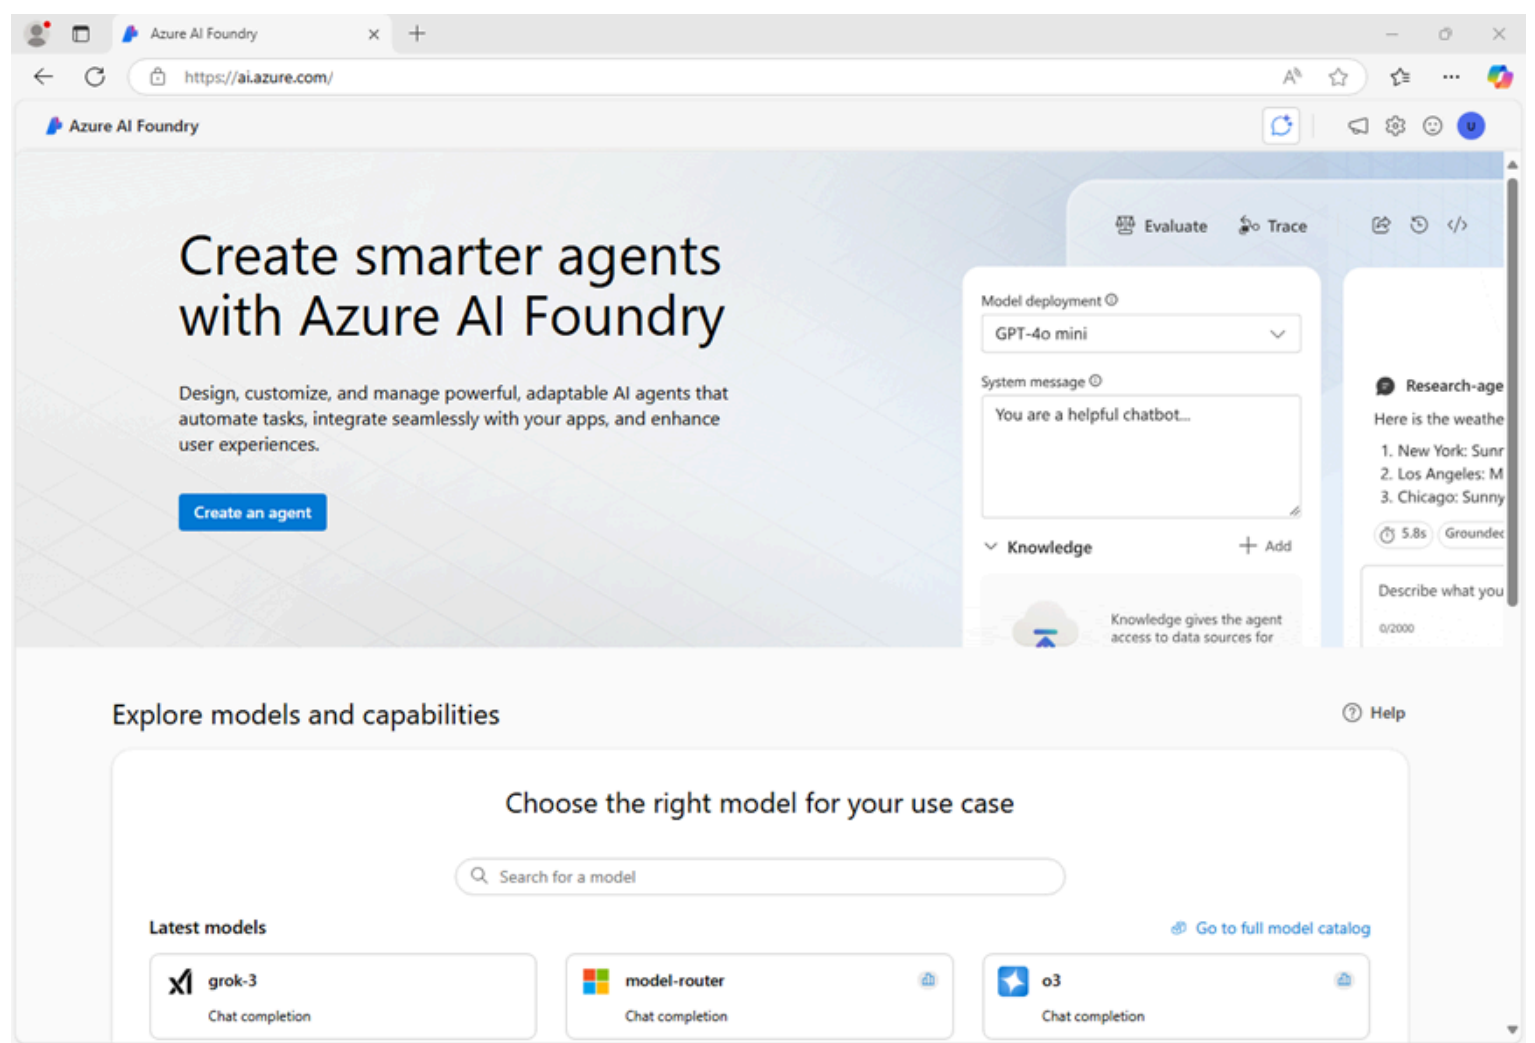 Azure AI Foundry
https://ai.azure.com/
Azure AI Foundry
U
Create smarter agents
with Azure AI Foundry
Design, customize, and manage powerful, adaptable AI agents that
automate tasks, integrate seamlessly with your apps, and enhance
user experiences.
Create an agent
Evaluate
Trace
Model deployment
GPT-4o mini
System message
You are a helpful chatbot...
Knowledge
Add
Knowledge gives the agent
access to data sources for
Research-age
Here is the weathe
1. New York: Sunr
2. Los Angeles: M
3. Chicago: Sunny
5.8s
Grounded
Describe what you
0/2000
Explore models and capabilities
Help
Choose the right model for your use case
Search for a model
Latest models
Go to full model catalog
grok-3
Chat completion
model-router
Chat completion
o3
Chat completion